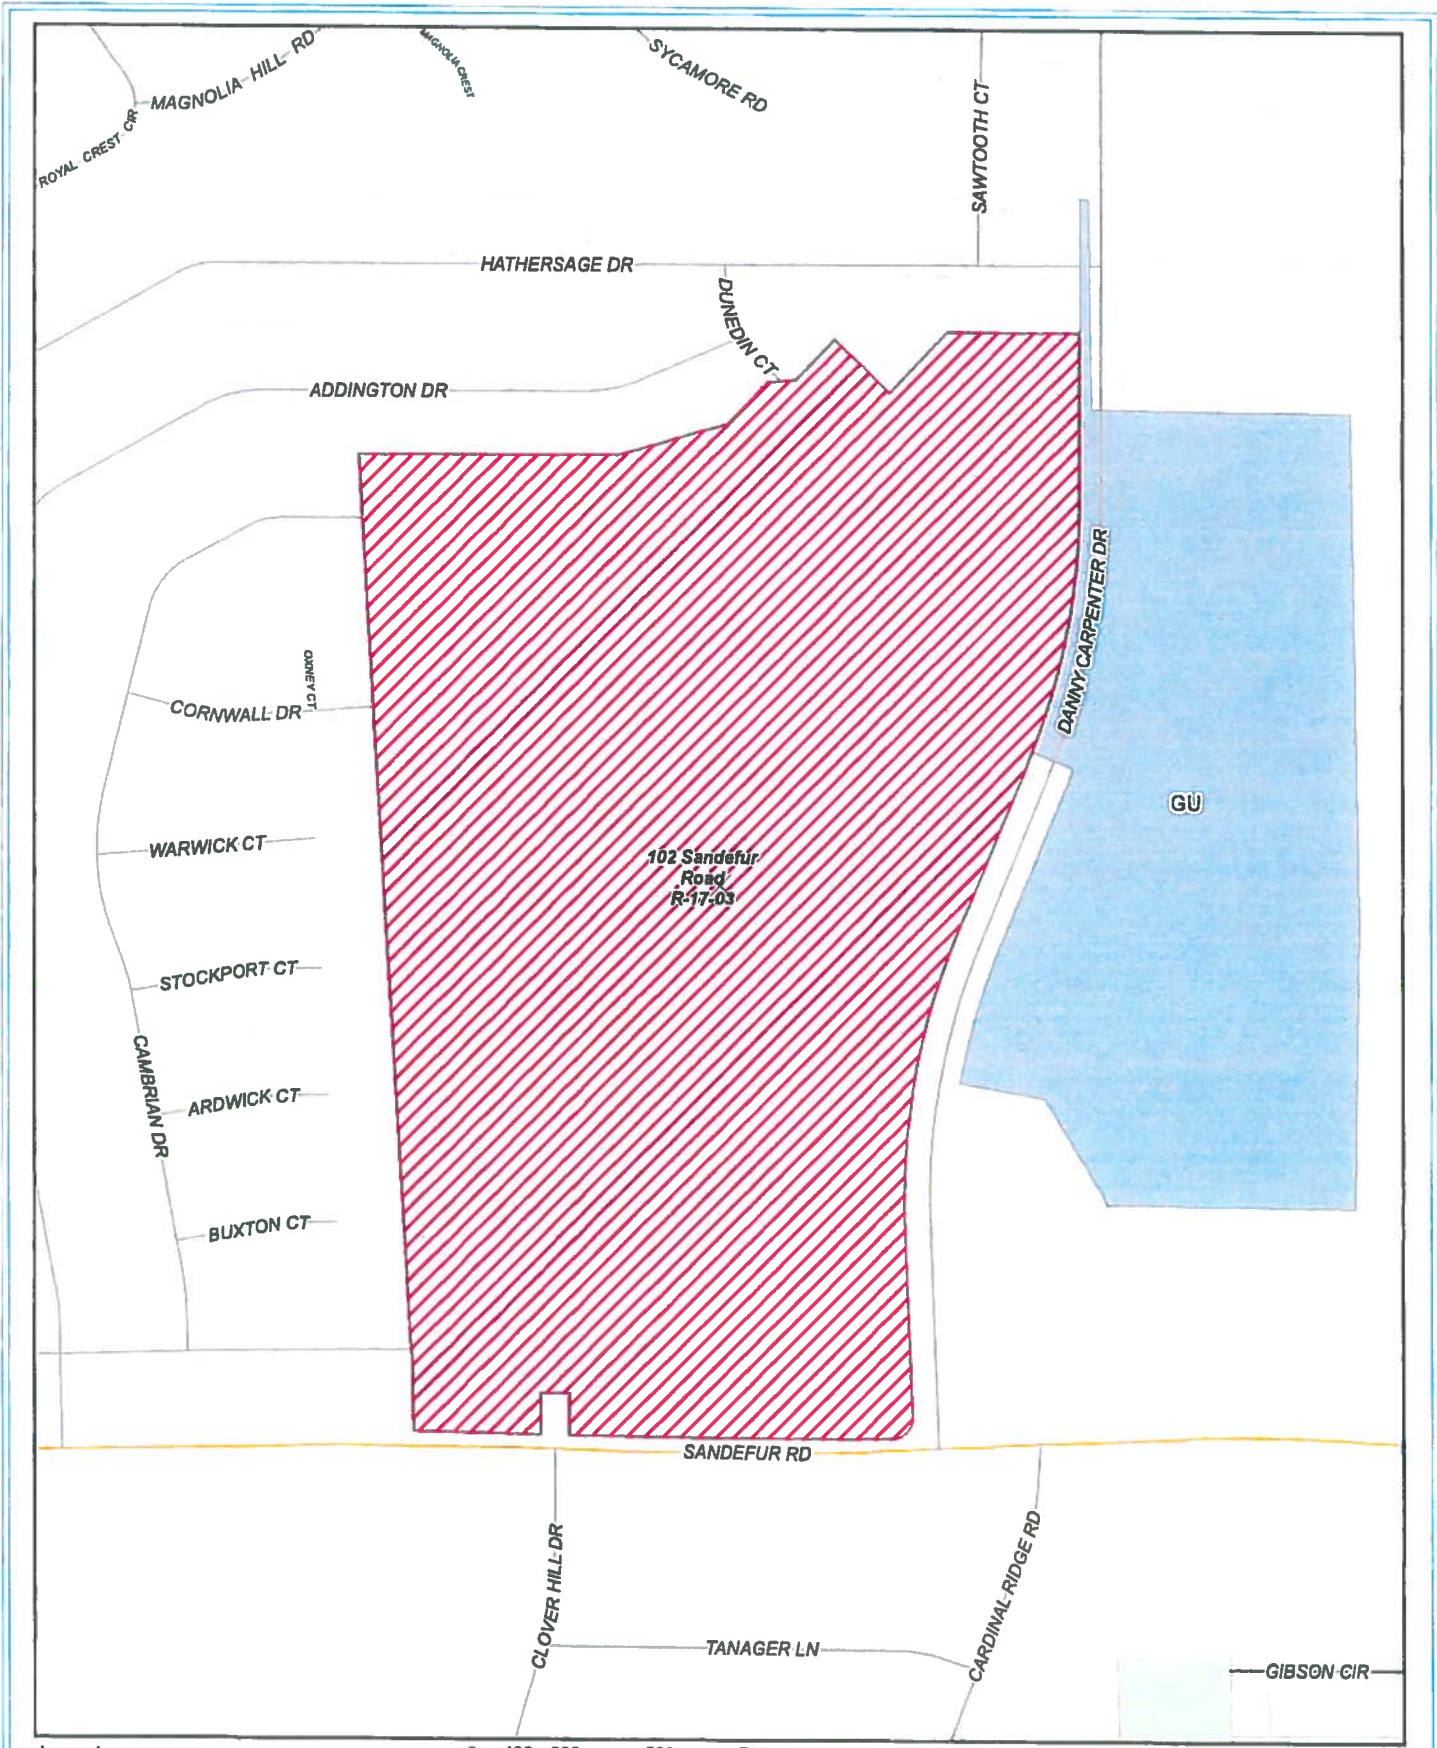 MAGNOLIA HILL RD
MAGNOLIA CREST
SYCAMORE RD
ROYAL CREST CIR
SAWTOOTH CT
HATHERSAGE DR
DUNEDIN CT
ADDINGTON DR
DANNY CARPENTER DR
OXNEY CT
CORNWALL DR
GU
WARWICK CT
102 Sandefur
Road
R-17-03
STOCKPORT CT
CAMBRIAN DR
ARDWICK CT
BUXTON CT
SANDEFUR RD
CLOVER HILL DR
CARDINAL RIDGE RD
TANAGER LN
GIBSON CIR